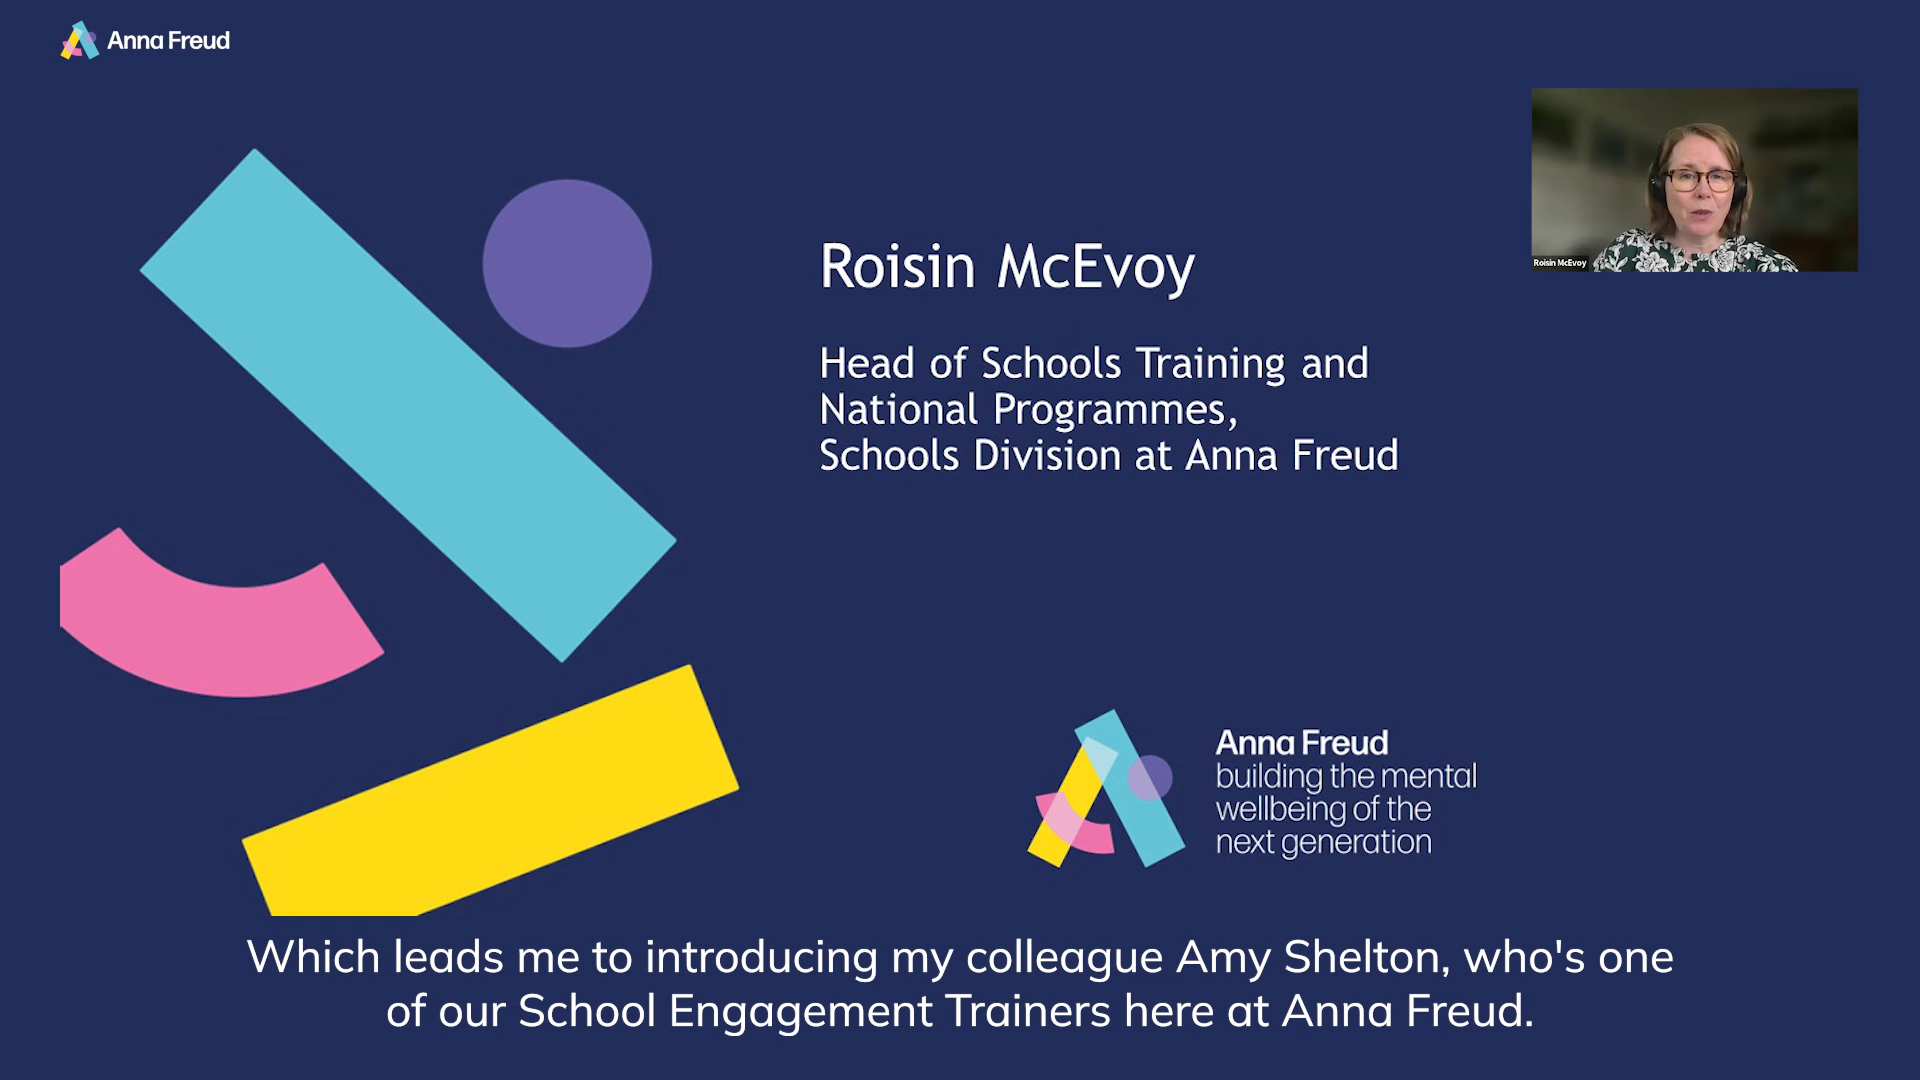 Anna Freud
Roisin McEvoy
Roisin McEvoy
Head of Schools Training and
National Programmes,
Schools Division at Anna Freud
Anna Freud
building the mental
wellbeing of the
next generation
Which leads me to introducing my colleague Amy Shelton, who's one
of our School Engagement Trainers here at Anna Freud.